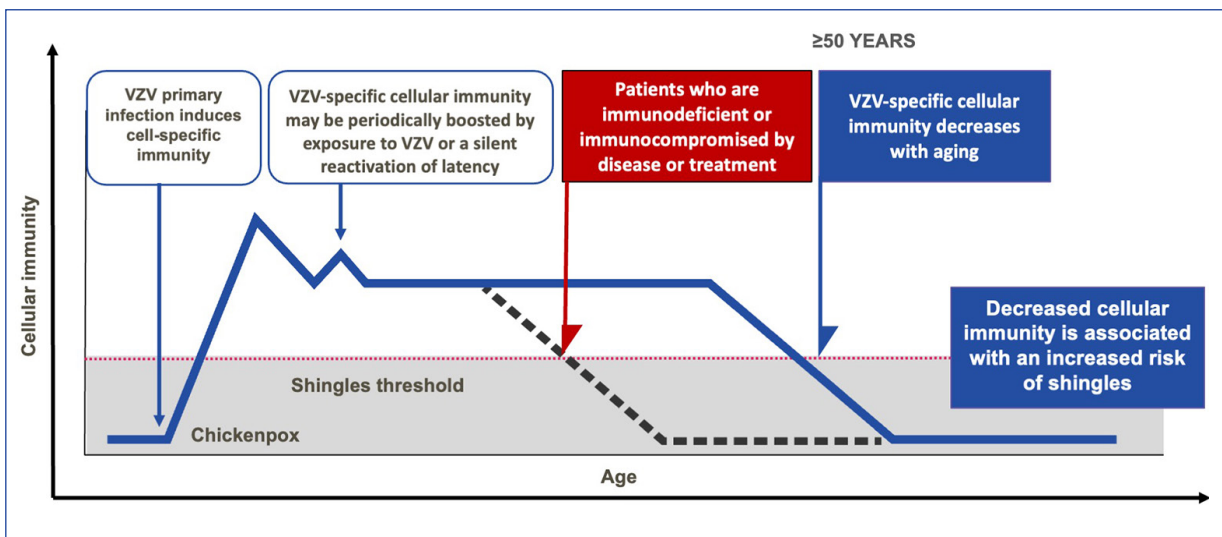 ≥50 YEARS
VZV primary
infection induces
cell-specific
immunity
VZV-specific cellular immunity
may be periodically boosted by
exposure to VZV or a silent
reactivation of latency
Patients who are
immunodeficient or
immunocompromised by
disease or treatment
VZV-specific cellular
immunity decreases
with aging
Cellular immunity
Decreased cellular
immunity is associated
with an increased risk
of shingles
Shingles threshold
Chickenpox
Age